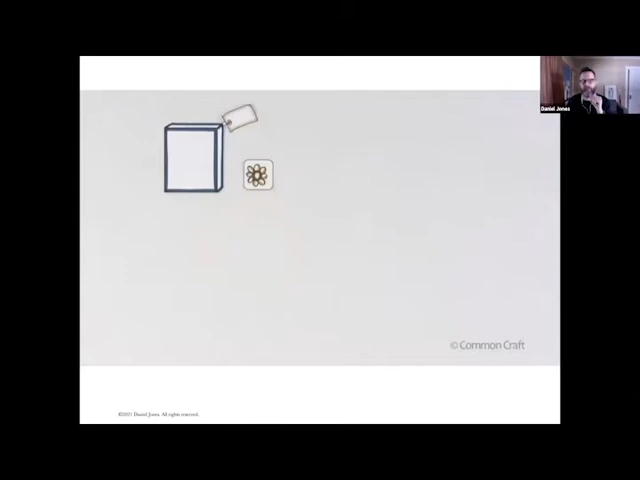 Daniel Jones
© Common Craft
©2021 Daniel Jones. All rights reserved.